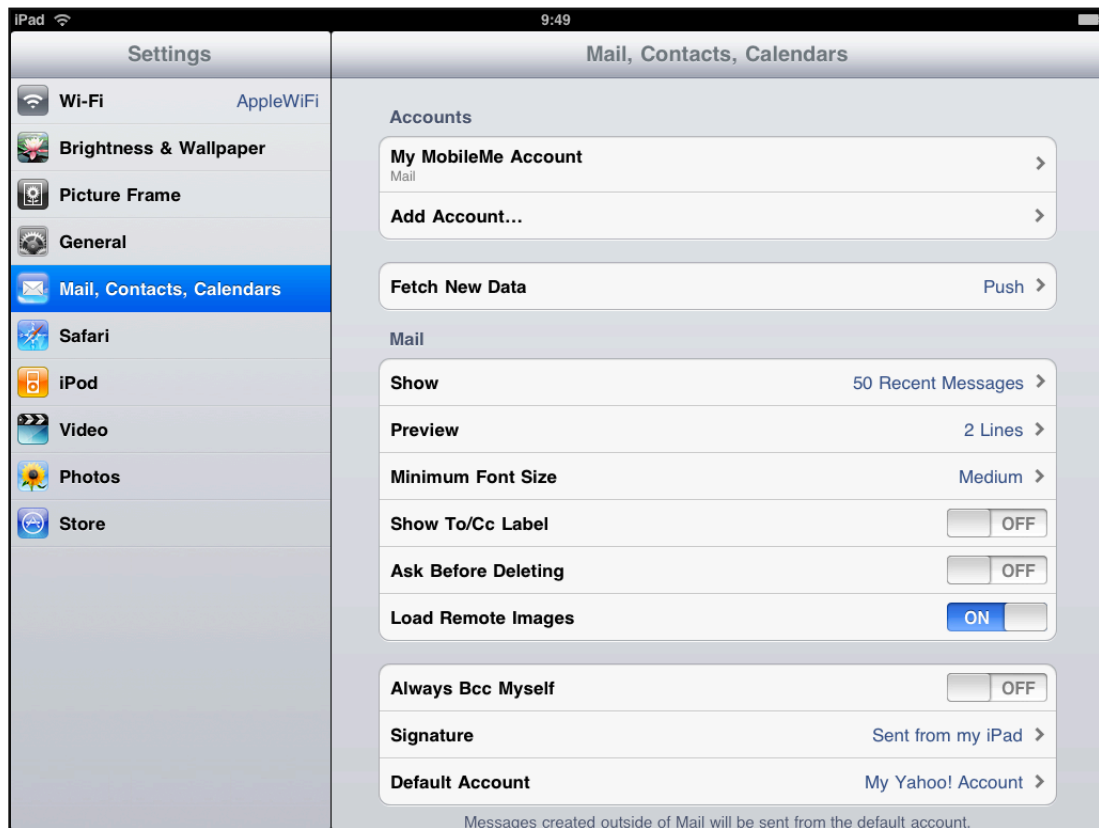 iPad 9:49
Settings
Wi-Fi AppleWiFi
Brightness & Wallpaper
Picture Frame
General
Mail, Contacts, Calendars
Safari
iPod
Video
Photos
Store
Mail, Contacts, Calendars
Accounts
My MobileMe Account
Mail
Add Account...
Fetch New Data Push
Mail
Show 50 Recent Messages
Preview 2 Lines
Minimum Font Size Medium
Show To/Cc Label OFF
Ask Before Deleting OFF
Load Remote Images ON
Always Bcc Myself OFF
Signature Sent from my iPad
Default Account My Yahoo! Account
Messages created outside of Mail will be sent from the default account.